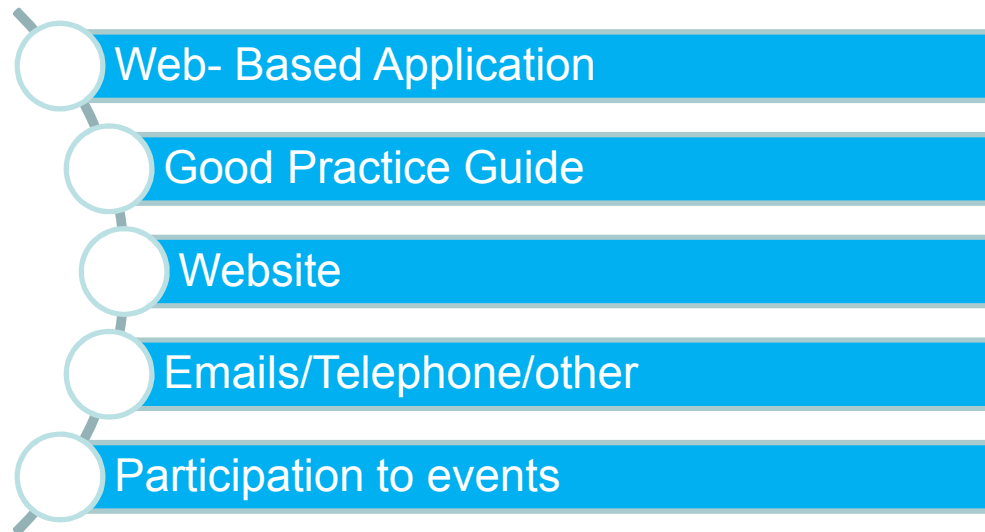 Web- Based Application
Good Practice Guide
Website
Emails/Telephone/other
Participation to events